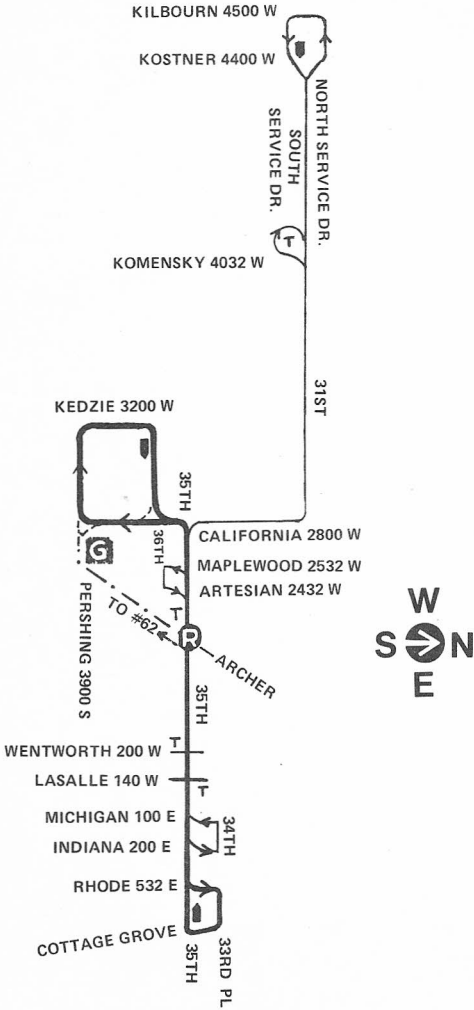 KILBOURN 4500 W
KOSTNER 4400 W
NORTH SERVICE DR.
SOUTH
SERVICE DR.
T
KOMENSKY 4032 W
31ST
KEDZIE 3200 W
35TH
36TH
CALIFORNIA 2800 W
G
MAPLEWOOD 2532 W
ARTESIAN 2432 W
T
TO #62
R
PERSHING 3900 S
ARCHER
W
S N
E
35TH
T
WENTWORTH 200 W
LASALLE 140 W
T
MICHIGAN 100 E
34TH
INDIANA 200 E
RHODE 532 E
COTTAGE GROVE
35TH
33RD PL